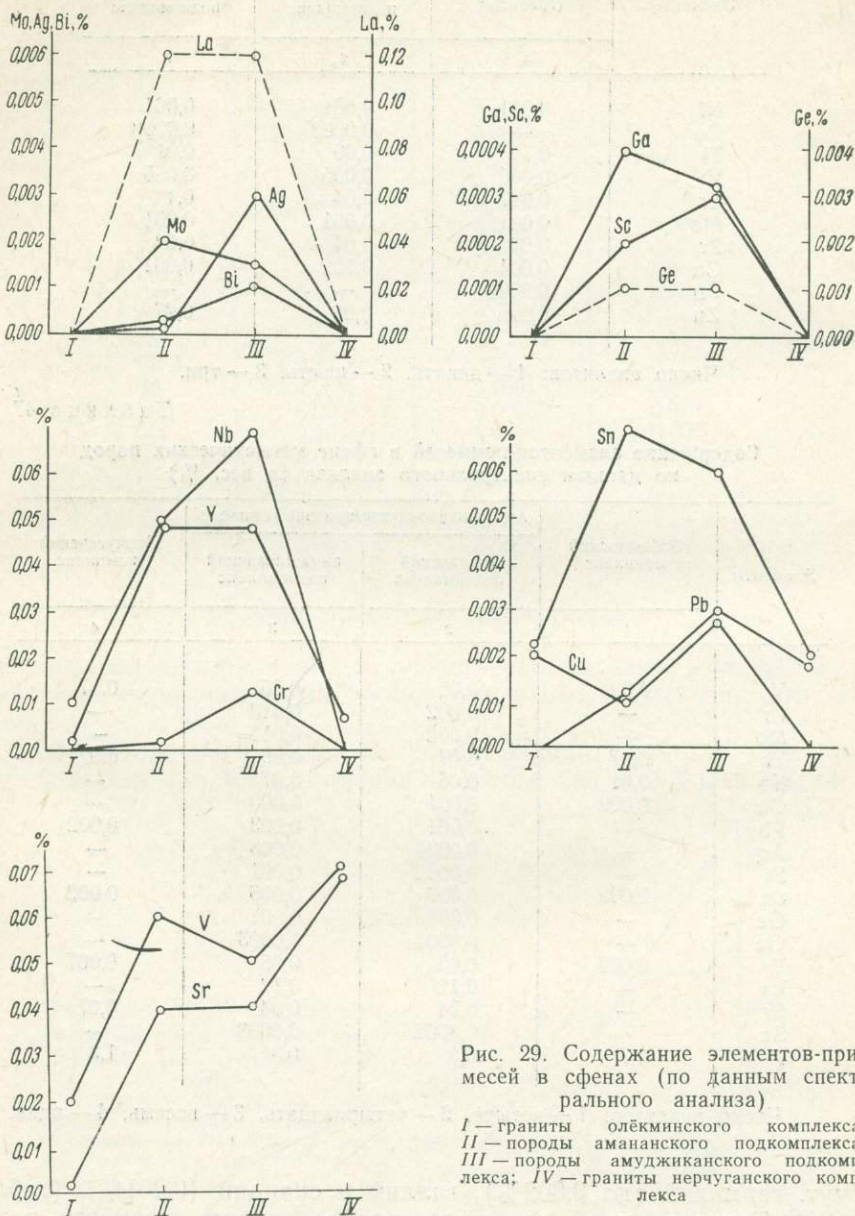 Mo, Ag, Bi, %
La, %
0,006
0,005
0,004
0,003
0,002
0,001
0,000
La
Ag
Mo
Bi
0,12
0,10
0,08
0,06
0,04
0,02
0,00
I II III IV
Ga, Sc, %
Ge, %
0,0004
0,0003
0,0002
0,0001
0,000
Ga
Sc
Ge
0,004
0,003
0,002
0,001
0,000
I II III IV
%
0,06
0,05
0,04
0,03
0,02
0,01
0,00
Nb
Y
Cr
I II III IV
%
0,006
0,005
0,004
0,003
0,002
0,001
0,000
Sn
Pb
Cu
I II III IV
%
0,07
0,06
0,05
0,04
0,03
0,02
0,01
0,00
V
Sr
I II III IV
Рис. 29. Содержание элементов-при-
месей в сфенах (по данным спект-
рального анализа)
I — граниты олёкминского комплекса
II — породы амананского подкомплекса
III — породы амуджиканского подкомп
лекса; IV — граниты нерчуганского комп
лекса